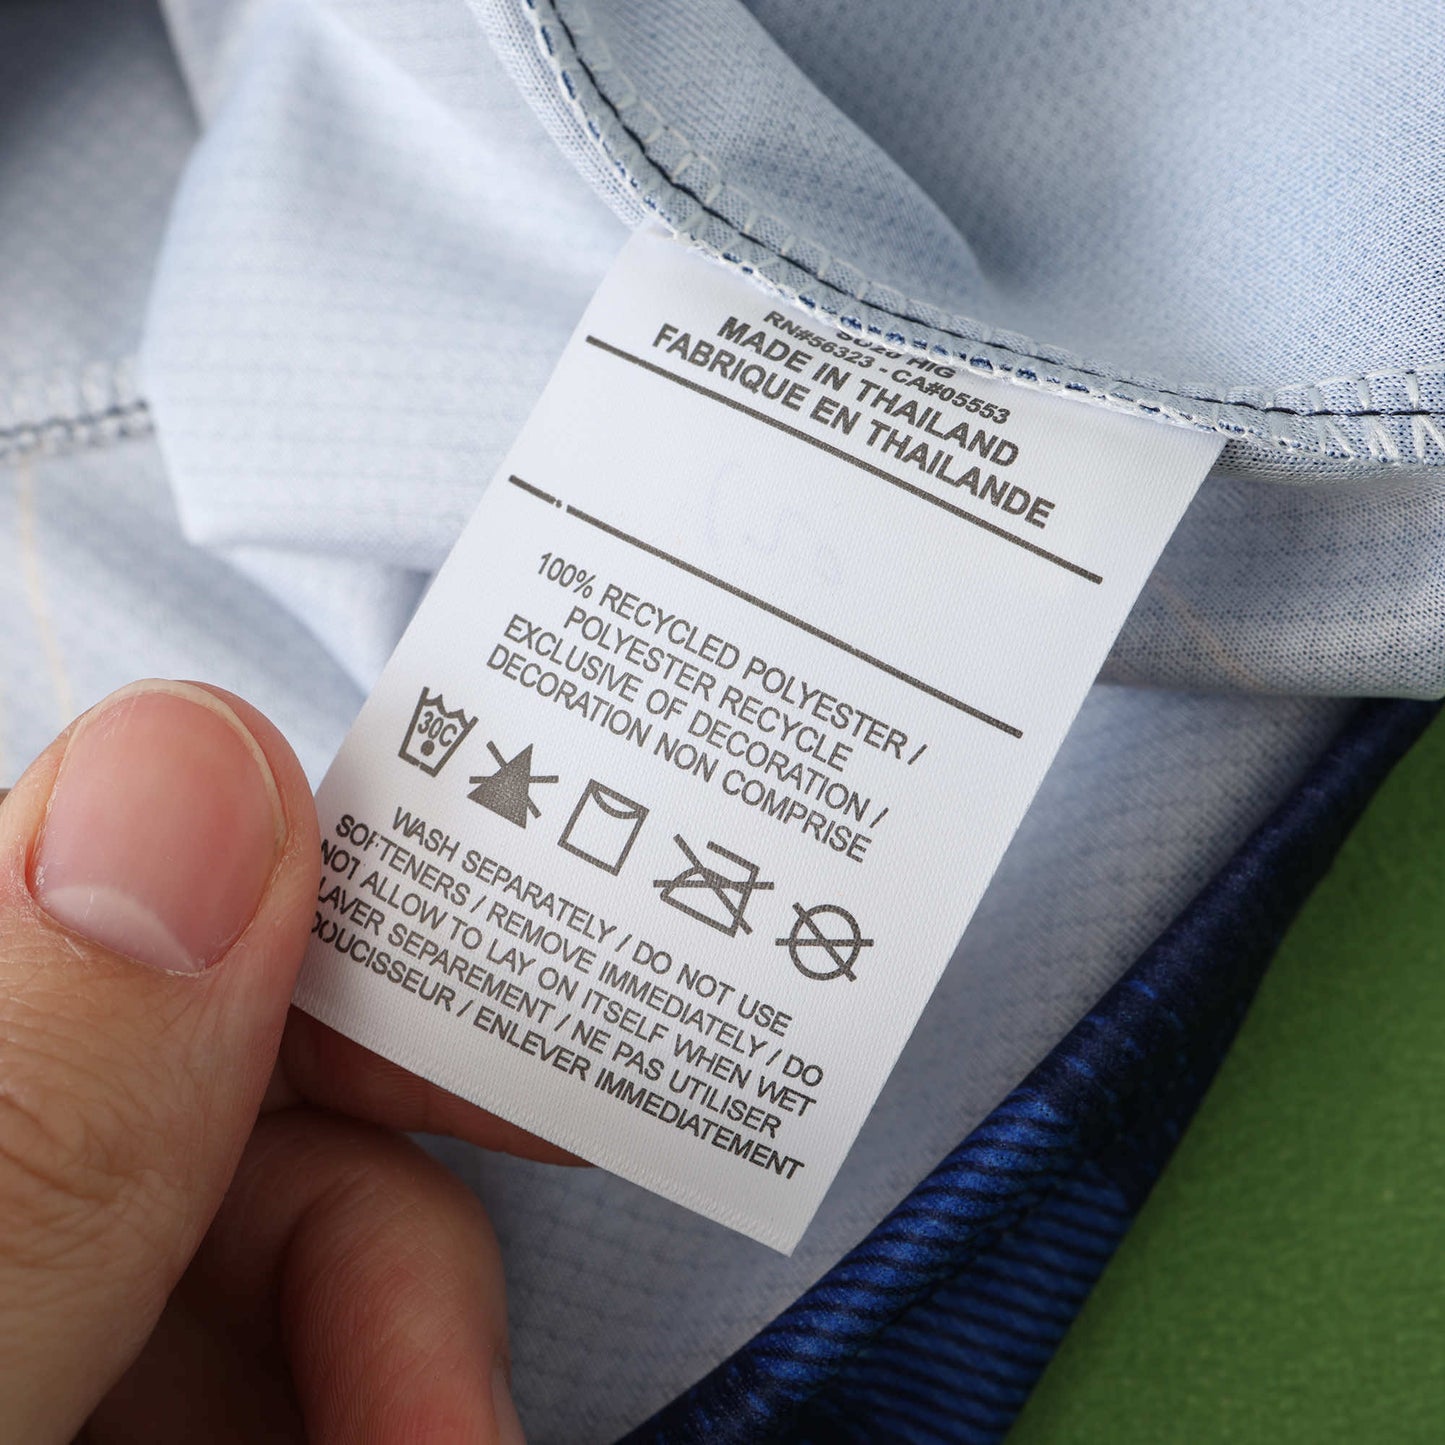 RN#56323 - CA#05553
MADE IN THAILAND
FABRIQUE EN THAILANDE
100% RECYCLED POLYESTER /
POLYESTER RECYCLE
EXCLUSIVE OF DECORATION /
DECORATION NON COMPRISE
30C
WASH SEPARATELY / DO NOT USE
SOFTENERS / REMOVE IMMEDIATELY / DO
NOT ALLOW TO LAY ON ITSELF WHEN WET
LAVER SEPAREMENT / NE PAS UTILISER
DOUCISSEUR / ENLEVER IMMEDIATEMENT